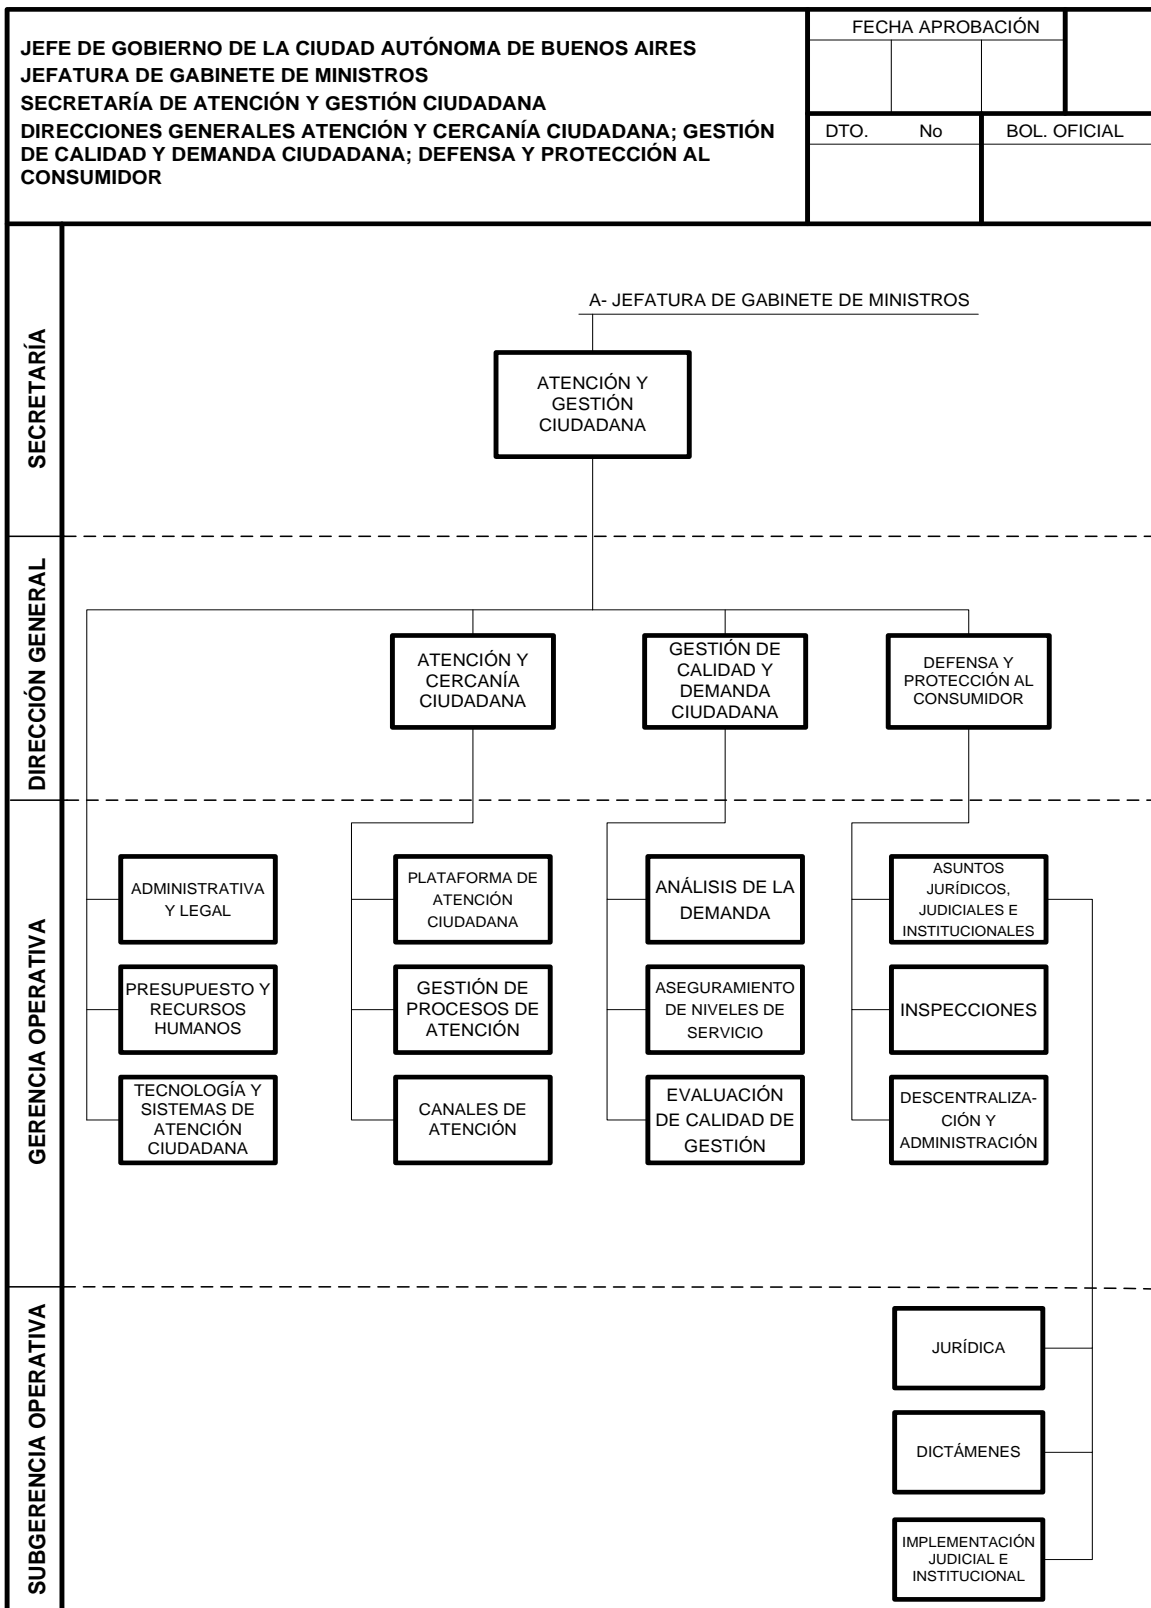 JEFE DE GOBIERNO DE LA CIUDAD AUTÓNOMA DE BUENOS AIRES
JEFATURA DE GABINETE DE MINISTROS
SECRETARÍA DE ATENCIÓN Y GESTIÓN CIUDADANA
DIRECCIONES GENERALES ATENCIÓN Y CERCANÍA CIUDADANA; GESTIÓN
DE CALIDAD Y DEMANDA CIUDADANA; DEFENSA Y PROTECCIÓN AL
CONSUMIDOR
FECHA APROBACIÓN
DTO. No
BOL. OFICIAL
SECRETARÍA
A- JEFATURA DE GABINETE DE MINISTROS
ATENCIÓN Y
GESTIÓN
CIUDADANA
DIRECCIÓN GENERAL
ATENCIÓN Y
CERCANÍA
CIUDADANA
GESTIÓN DE
CALIDAD Y
DEMANDA
CIUDADANA
DEFENSA Y
PROTECCIÓN AL
CONSUMIDOR
GERENCIA OPERATIVA
ADMINISTRATIVA
Y LEGAL
PRESUPUESTO Y
RECURSOS
HUMANOS
TECNOLOGÍA Y
SISTEMAS DE
ATENCIÓN
CIUDADANA
PLATAFORMA DE
ATENCIÓN
CIUDADANA
GESTIÓN DE
PROCESOS DE
ATENCIÓN
CANALES DE
ATENCIÓN
ANÁLISIS DE LA
DEMANDA
ASEGURAMIENTO
DE NIVELES DE
SERVICIO
EVALUACIÓN
DE CALIDAD DE
GESTIÓN
ASUNTOS
JURÍDICOS,
JUDICIALES E
INSTITUCIONALES
INSPECCIONES
DESCENTRALIZA-
CIÓN Y
ADMINISTRACIÓN
SUBGERENCIA OPERATIVA
JURÍDICA
DICTÁMENES
IMPLEMENTACIÓN
JUDICIAL E
INSTITUCIONAL